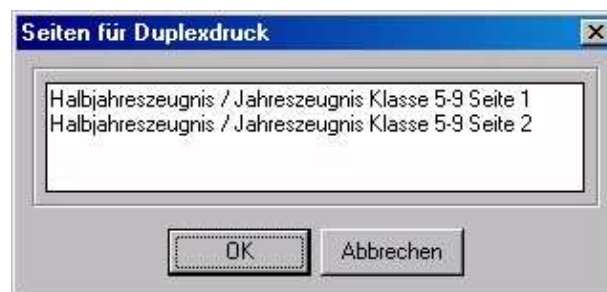 Seiten für Duplexdruck
Halbjahreszeugnis / Jahreszeugnis Klasse 5-9 Seite 1
Halbjahreszeugnis / Jahreszeugnis Klasse 5-9 Seite 2
OK
Abbrechen